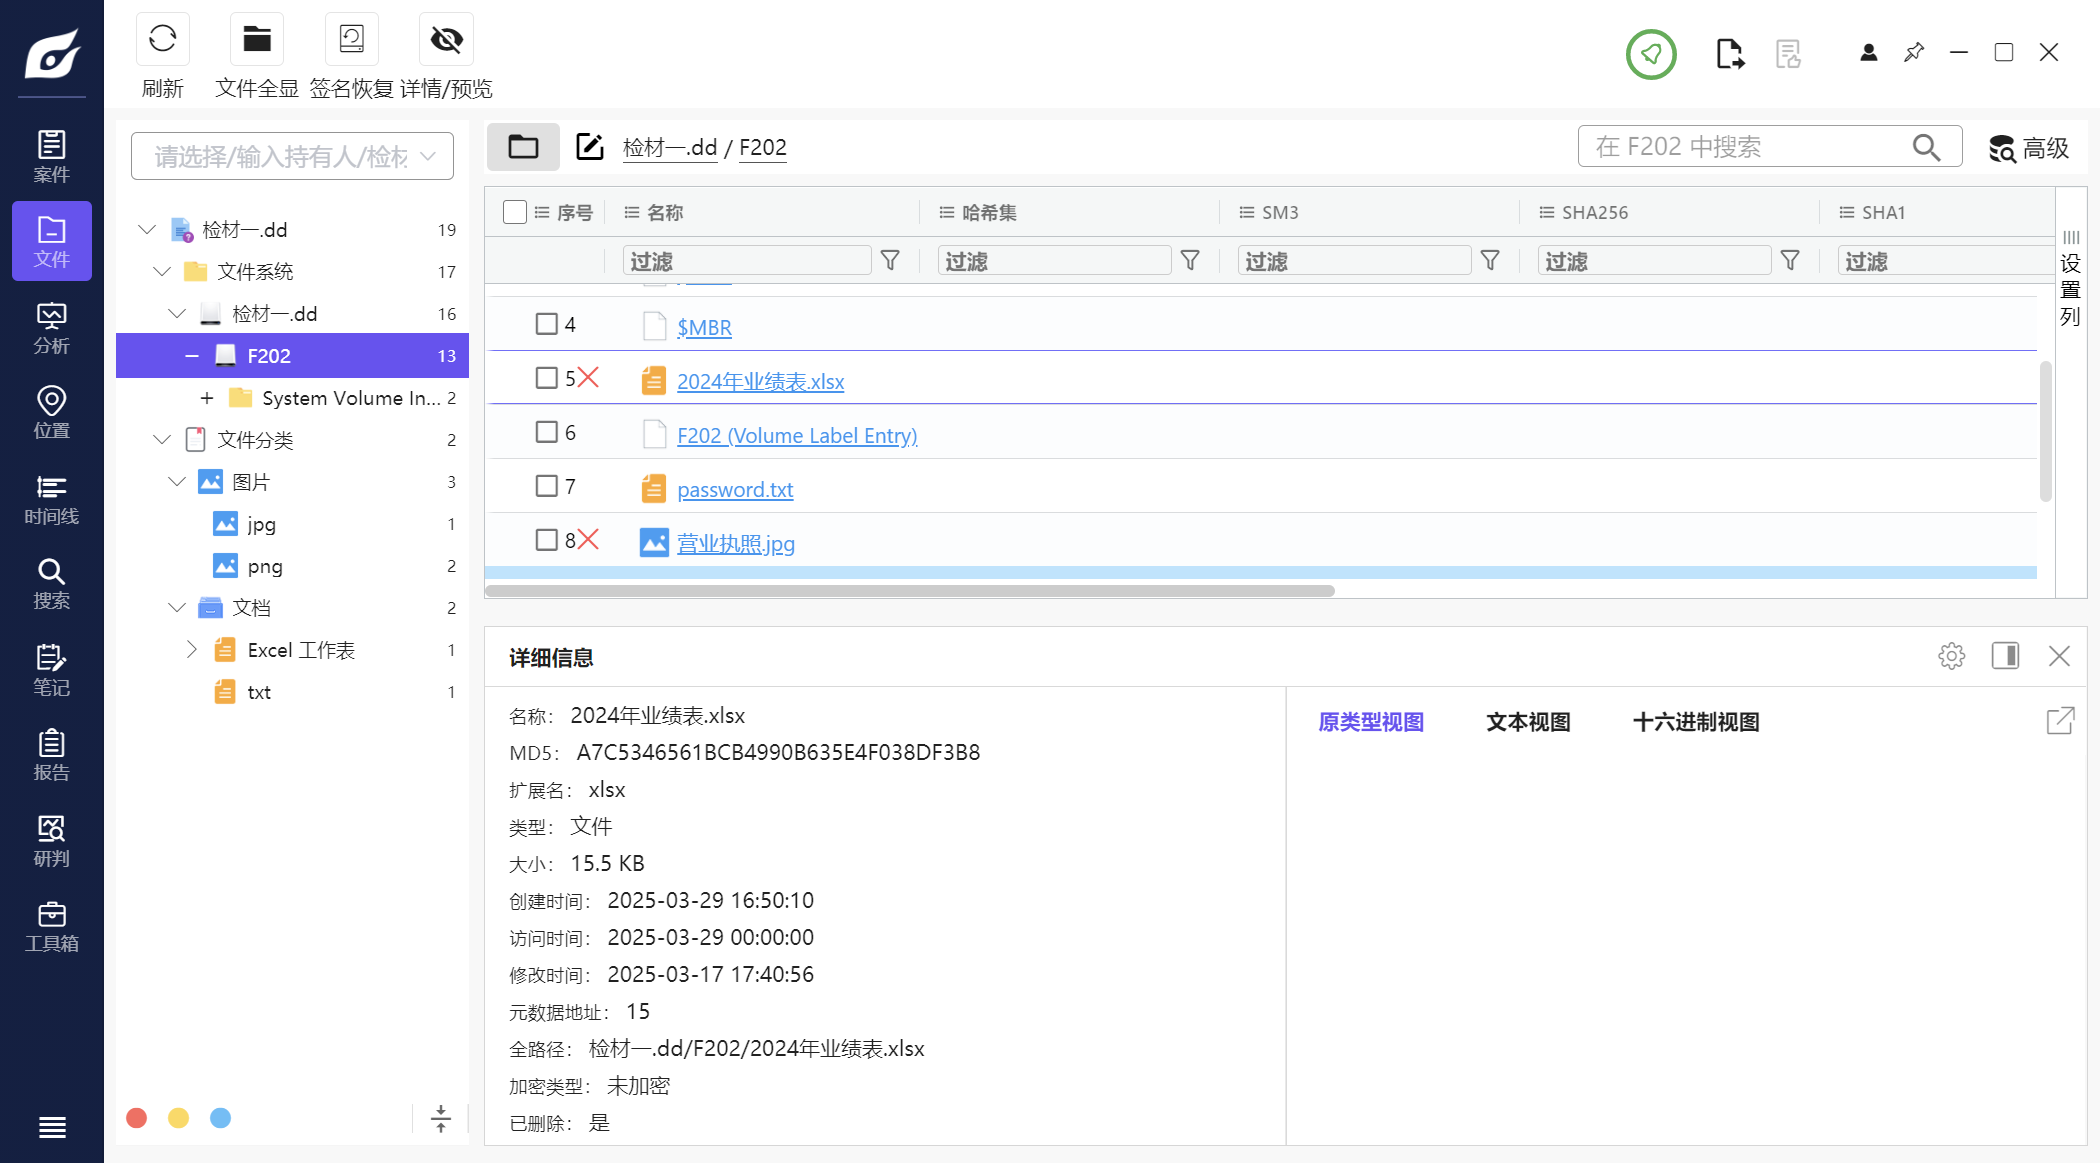 刷新
文件全显
签名恢复
详情/预览
案件
文件
分析
位置
时间线
搜索
笔记
报告
研判
工具箱
请选择/输入持有人/检材
检材一.dd 19
文件系统 17
检材一.dd 16
F202 13
System Volume In... 2
文件分类 2
图片 3
jpg 1
png 2
文档 2
Excel 工作表 1
txt 1
检材一.dd / F202
在 F202 中搜索
高级
序号 名称 哈希集 SM3 SHA256 SHA1
过滤 过滤 过滤 过滤 过滤
4 $MBR
5 2024年业绩表.xlsx
6 F202 (Volume Label Entry)
7 password.txt
8 营业执照.jpg
设置列
详细信息
名称： 2024年业绩表.xlsx
MD5： A7C5346561BCB4990B635E4F038DF3B8
扩展名： xlsx
类型： 文件
大小： 15.5 KB
创建时间： 2025-03-29 16:50:10
访问时间： 2025-03-29 00:00:00
修改时间： 2025-03-17 17:40:56
元数据地址： 15
全路径： 检材一.dd/F202/2024年业绩表.xlsx
加密类型： 未加密
已删除： 是
原类型视图 文本视图 十六进制视图